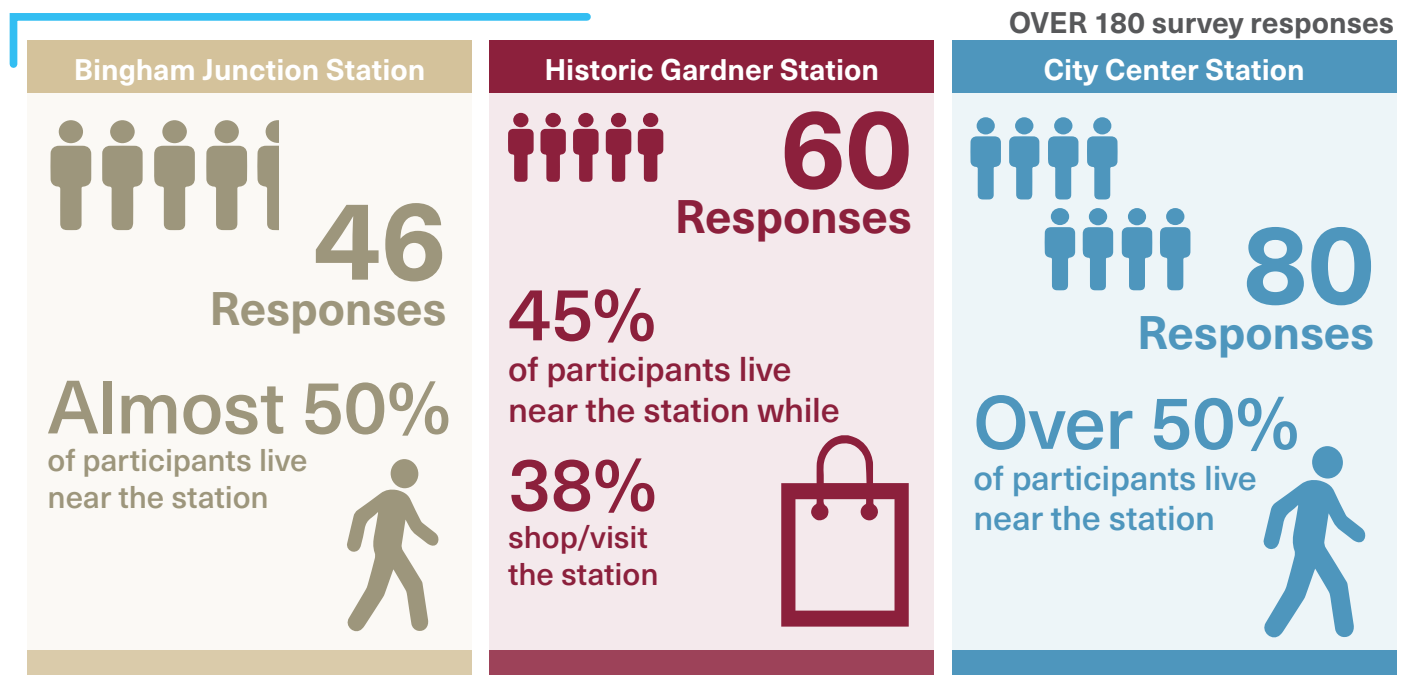 OVER 180 survey responses
Bingham Junction Station
46
Responses
Almost 50%
of participants live
near the station
Historic Gardner Station
60
Responses
45%
of participants live
near the station while
38%
shop/visit
the station
City Center Station
80
Responses
Over 50%
of participants live
near the station